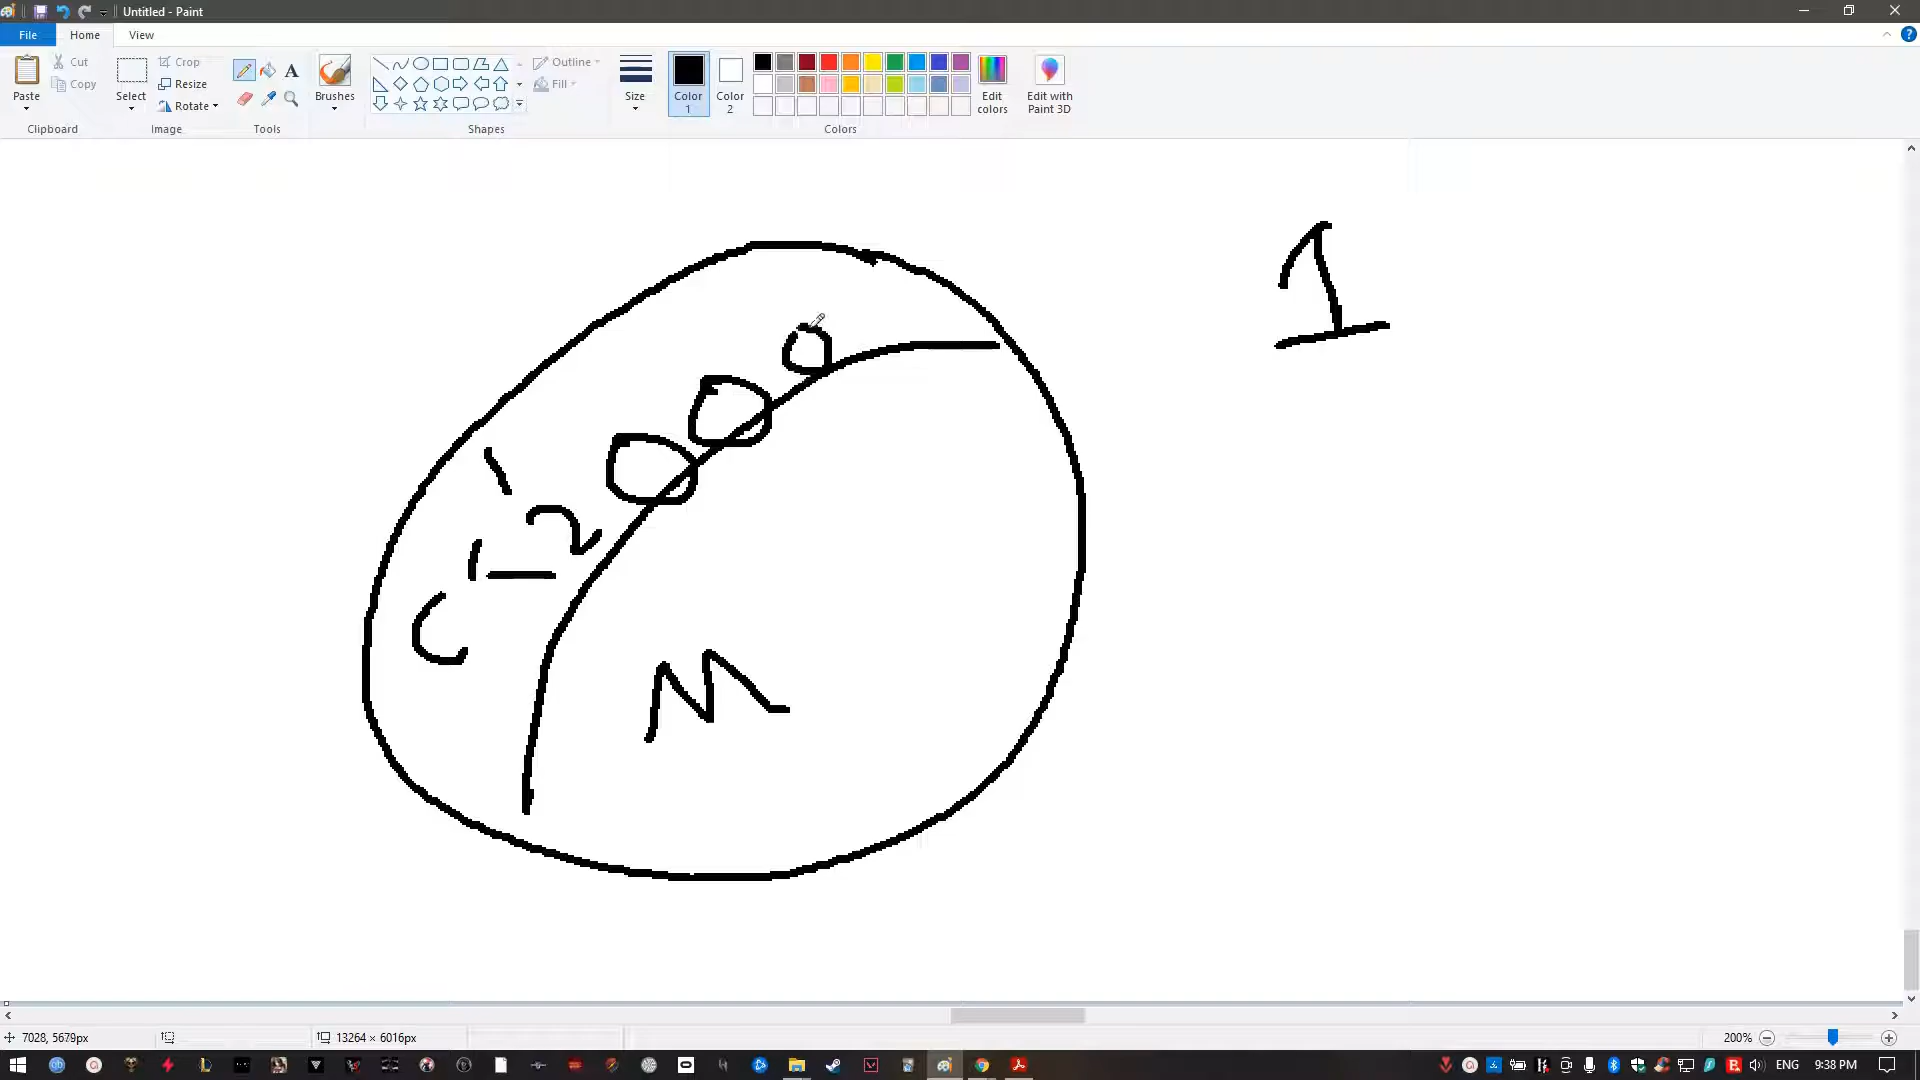 Untitled - Paint
File Home View
Paste
Cut
Copy
Clipboard
Select
Crop
Resize
Rotate
Image
Tools
Brushes
Shapes
Outline
Fill
Size
Color 1
Color 2
Colors
Edit colors
Edit with Paint 3D
1
2
C
M
7028, 5679px
13264 × 6016px
200%
ENG
9:38 PM